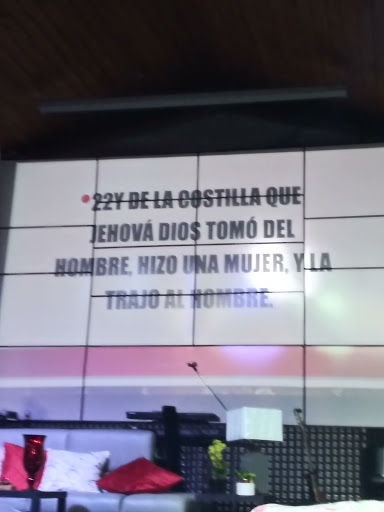 22Y DE LA COSTILLA QUE
JEHOVÁ DIOS TOMÓ DEL
HOMBRE, HIZO UNA MUJER, Y LA
TRAJO AL HOMBRE.